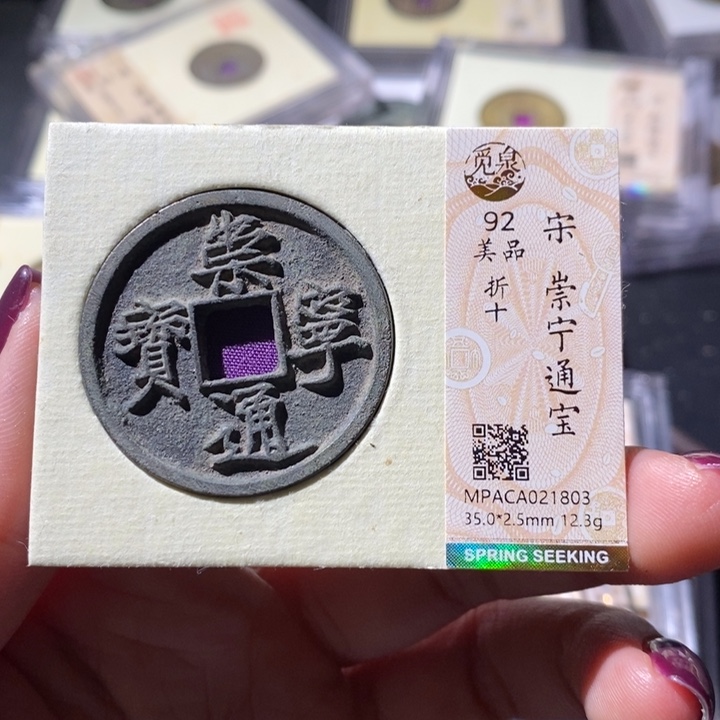 崇
寧
通
寶
覓泉
92
美品
折十
宋 崇宁通宝
MPACA021803
35.0*2.5mm 12.3g
SPRING SEEKING